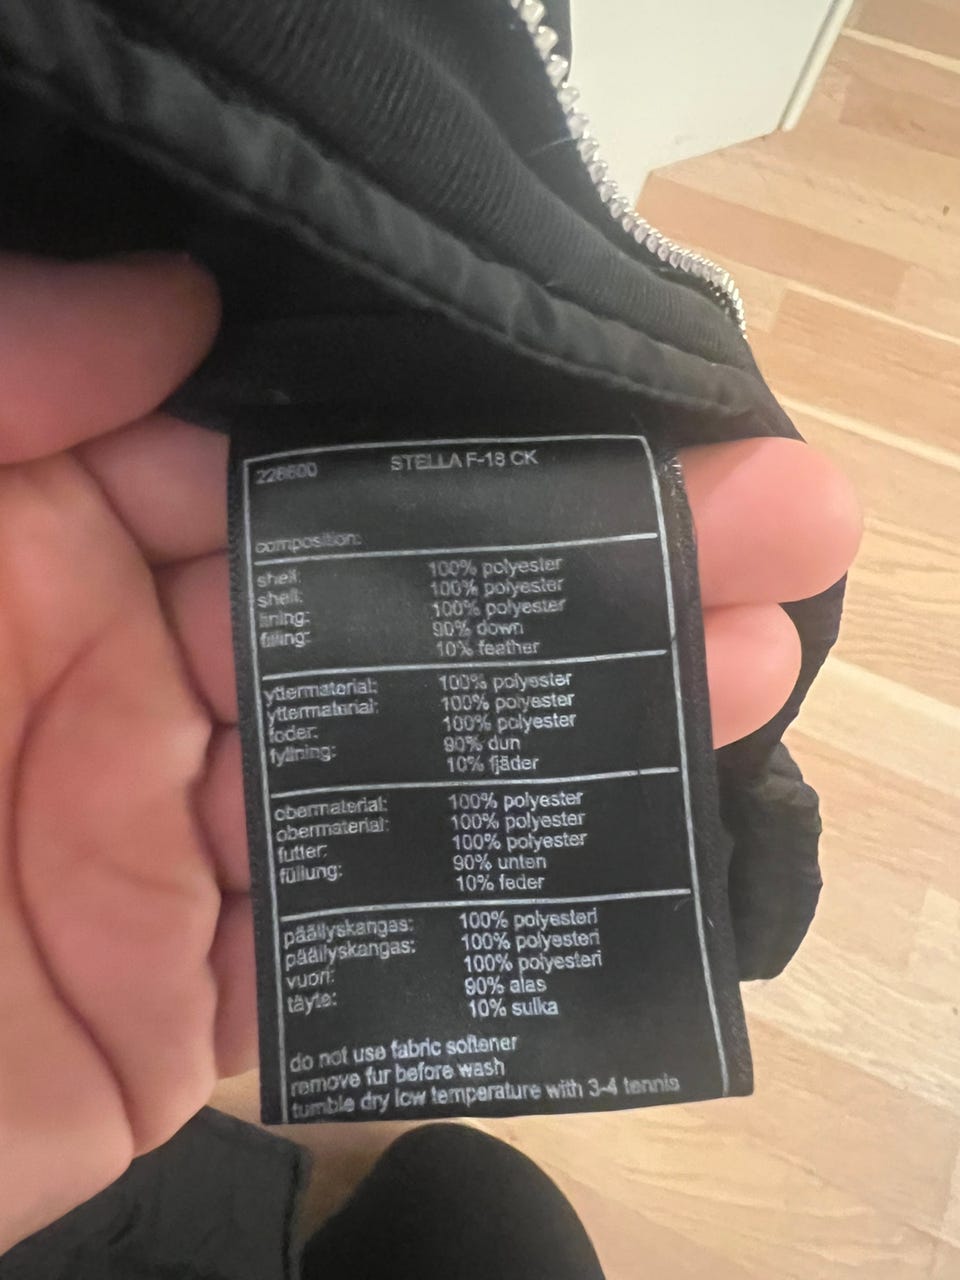 228600 STELLA F-18 CK
composition:
shell: 100% polyester
shell: 100% polyester
lining: 100% polyester
filling: 90% down
10% feather
yttermaterial: 100% polyester
yttermaterial: 100% polyester
foder: 100% polyester
fyllning: 90% dun
10% fjäder
obermaterial: 100% polyester
obermaterial: 100% polyester
futter: 100% polyester
füllung: 90% unten
10% feder
päällyskangas: 100% polyesteri
päällyskangas: 100% polyesteri
vuori: 100% polyesteri
täyte: 90% alas
10% sulka
do not use fabric softener
remove fur before wash
tumble dry low temperature with 3-4 tennis